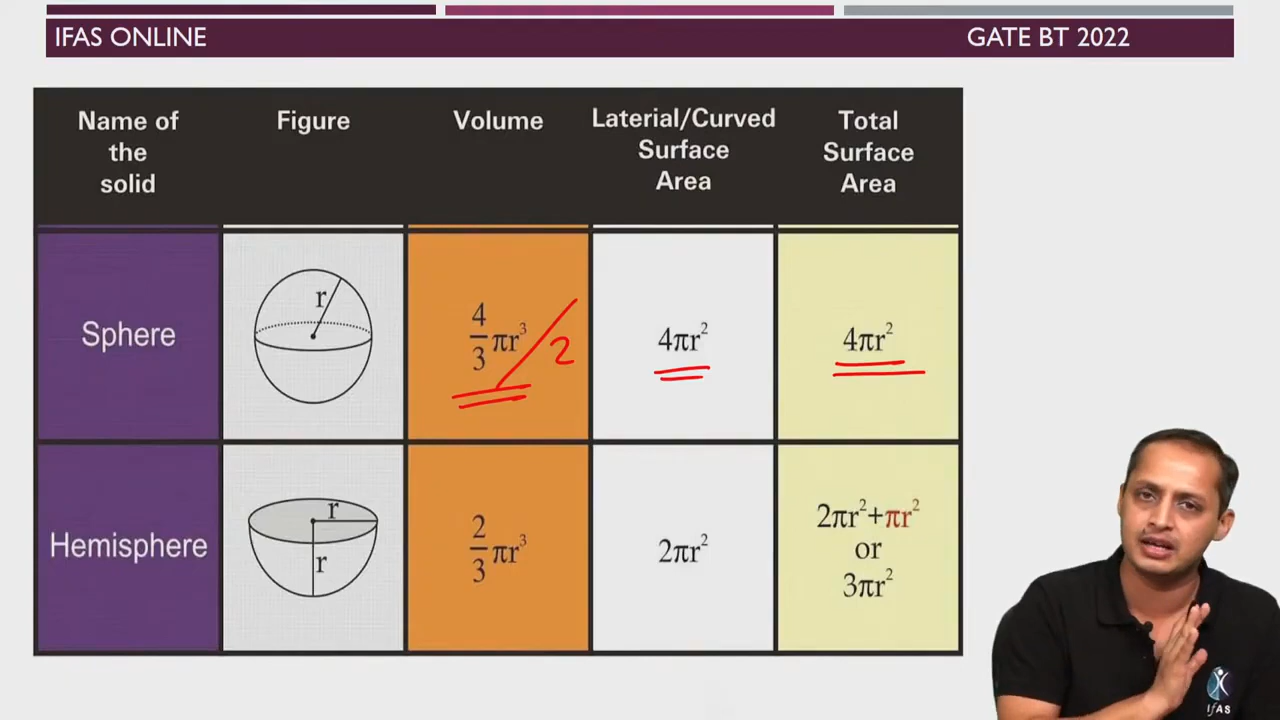 IFAS ONLINE
GATE BT 2022
Name of
the
solid
Figure
Volume
Laterial/Curved
Surface
Area
Total
Surface
Area
Sphere
r
4/3 πr³
/2
4πr²
4πr²
Hemisphere
r
r
2/3 πr³
2πr²
2πr²+πr²
or
3πr²
IFAS